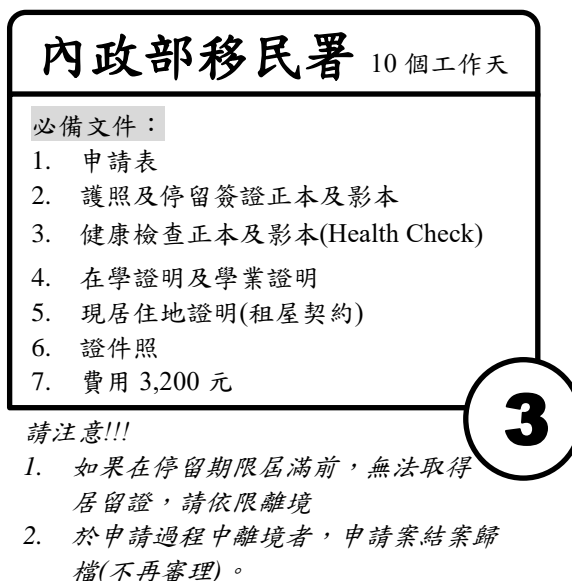 內政部移民署 10 個工作天
必備文件：
1. 申請表
2. 護照及停留簽證正本及影本
3. 健康檢查正本及影本(Health Check)
4. 在學證明及學業證明
5. 現居住地證明(租屋契約)
6. 證件照
7. 費用 3,200 元
3
請注意!!!
1. 如果在停留期限屆滿前，無法取得
居留證，請依限離境
2. 於申請過程中離境者，申請案結案歸
檔(不再審理)。